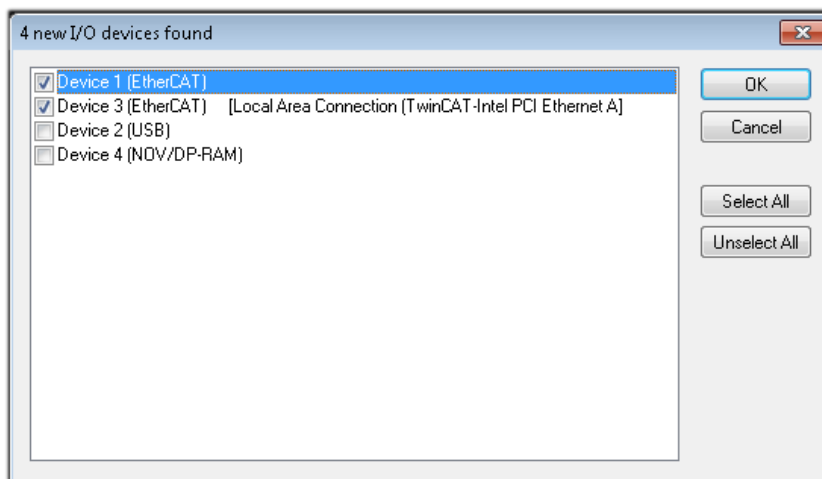 4 new I/O devices found
Device 1 (EtherCAT)
Device 3 (EtherCAT) [Local Area Connection (TwinCAT-Intel PCI Ethernet A]
Device 2 (USB)
Device 4 (NOV/DP-RAM)
OK
Cancel
Select All
Unselect All